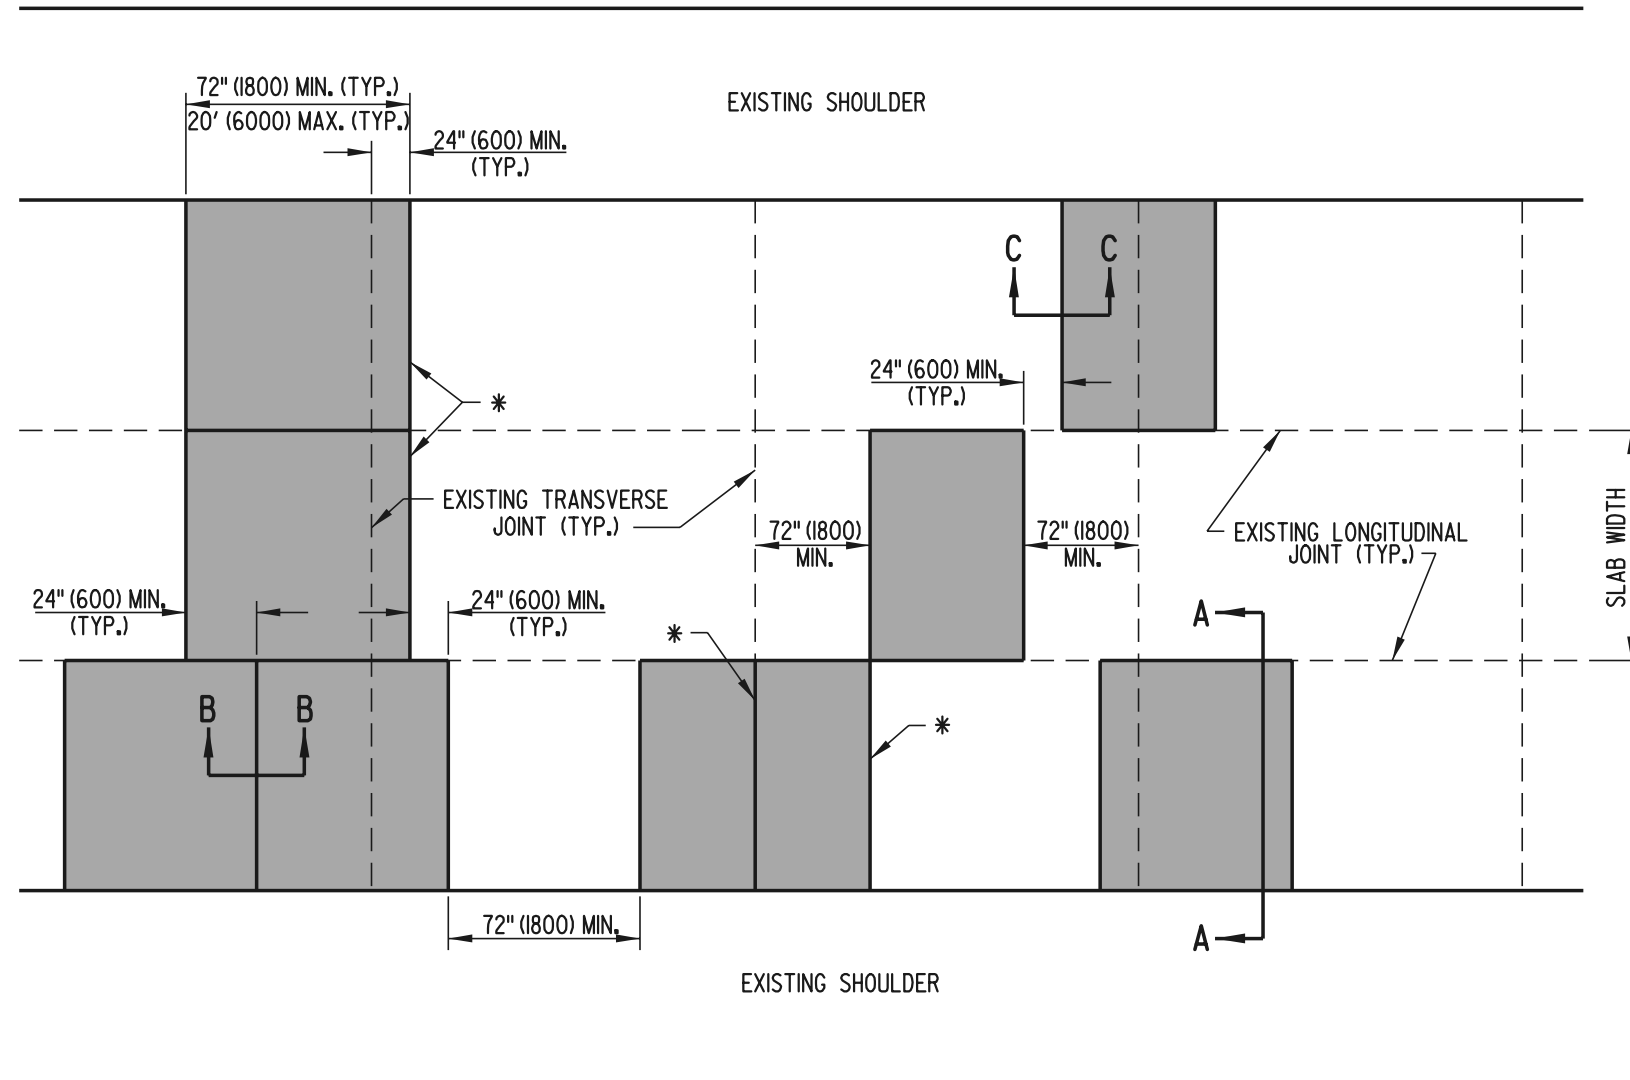 72" (1800) MIN. (TYP.)
20' (6000) MAX. (TYP.)
EXISTING SHOULDER
24" (600) MIN.
(TYP.)
C C
24" (600) MIN.
(TYP.)
*
EXISTING TRANSVERSE
JOINT (TYP.)
72" (1800)
MIN.
72" (1800)
MIN.
EXISTING LONGITUDINAL
JOINT (TYP.)
SLAB WIDTH
24" (600) MIN.
(TYP.)
24" (600) MIN.
(TYP.)
*
A
B B
*
72" (1800) MIN.
A
EXISTING SHOULDER